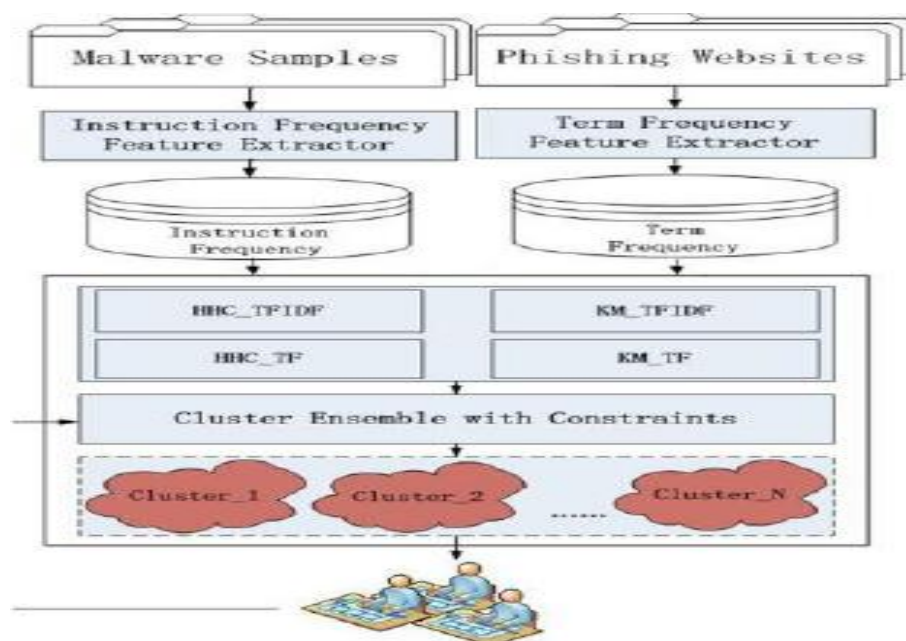 Malware Samples
Phishing Websites
Instruction Frequency
Feature Extractor
Term Frequency
Feature Extractor
Instruction
Frequency
Term
Frequency
HHC_TFIDF
KM_TFIDF
HHC_TF
KM_TF
Cluster Ensemble with Constraints
Cluster_1
Cluster_2
......
Cluster_N